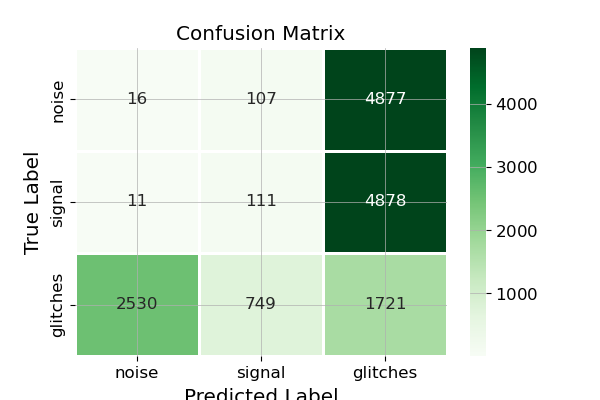 Confusion Matrix
True Label
noise
16 107 4877
signal
11 111 4878
glitches
2530 749 1721
noise signal glitches
Predicted Label
4000
3000
2000
1000